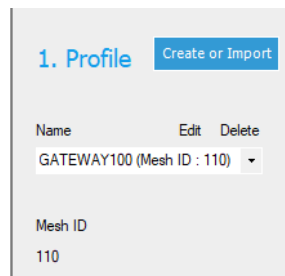 1. Profile Create or Import
Name Edit Delete
GATEWAY100 (Mesh ID : 110)
Mesh ID
110